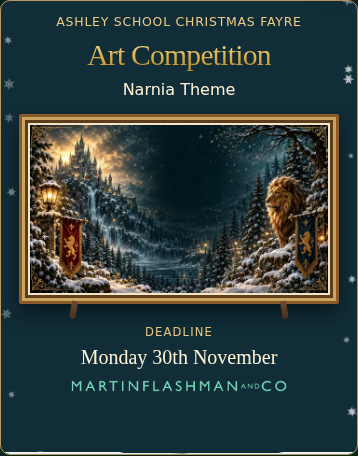 ASHLEY SCHOOL CHRISTMAS FAYRE
Art Competition
Narnia Theme
DEADLINE
Monday 30th November
MARTINFLASHMANANDCO